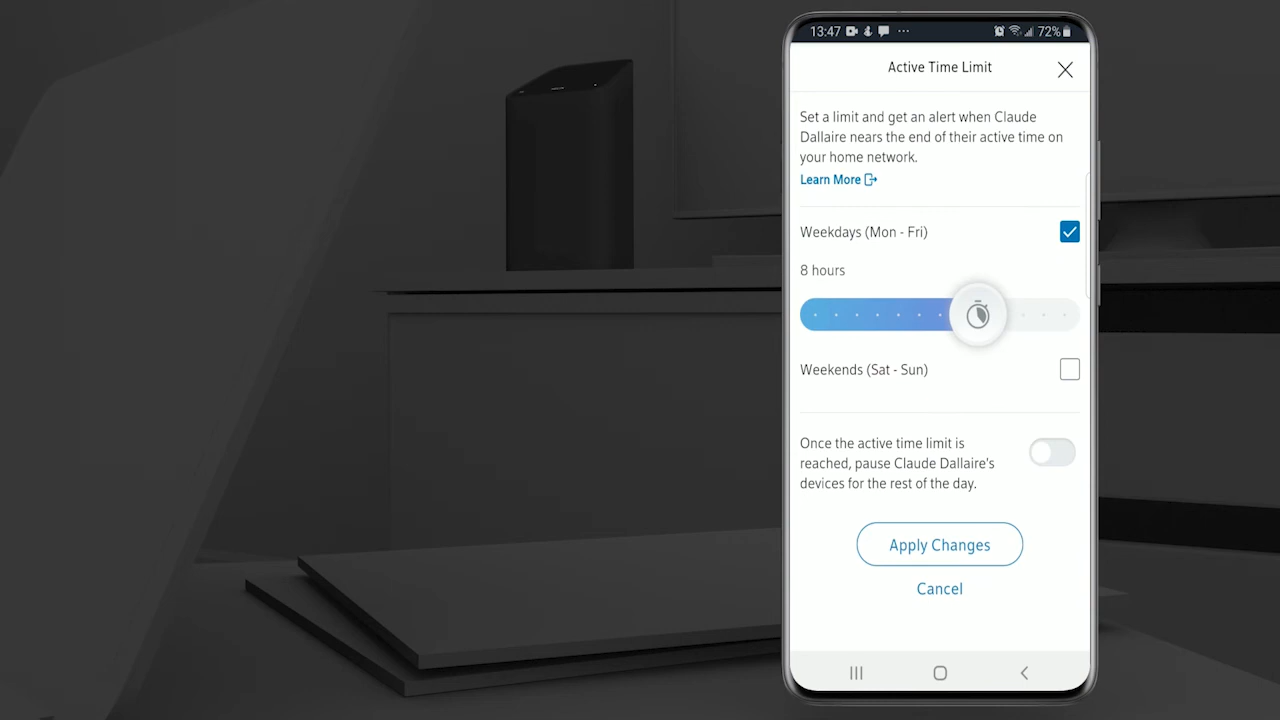 13:47 ··· 72%
Active Time Limit
Set a limit and get an alert when Claude
Dallaire nears the end of their active time on
your home network.
Learn More
Weekdays (Mon - Fri)
8 hours
Weekends (Sat - Sun)
Once the active time limit is
reached, pause Claude Dallaire's
devices for the rest of the day.
Apply Changes
Cancel